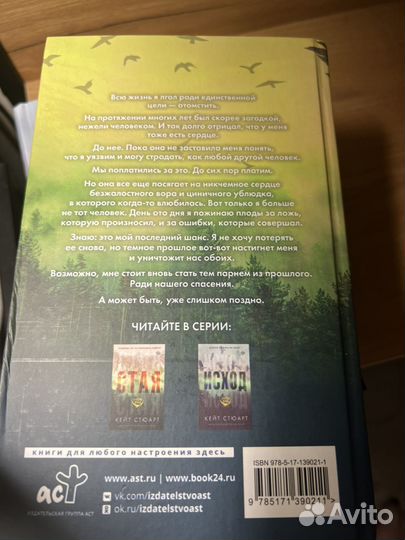 Всю жизнь я лгал ради единственной
цели — отомстить.
На протяжении многих лет был скорее загадкой,
нежели человеком. И так долго отрицал, что у меня
тоже есть сердце.
До нее. Пока она не заставила меня понять,
что я уязвим и могу страдать, как любой другой человек.
Мы поплатились за это. До сих пор платим.
Но она все еще посягает на никчемное сердце
безжалостного вора и циничного ублюдка,
в которого когда-то влюбилась. Вот только я больше
не тот человек. День ото дня я пожинаю плоды за ложь,
которую произносил, и за ошибки, которые совершал.
Знаю: это мой последний шанс. Я не хочу потерять
ее снова, но темное прошлое вот-вот настигнет меня
и уничтожит нас обоих.
Возможно, мне стоит вновь стать тем парнем из прошлого.
Ради нашего спасения.
А может быть, уже слишком поздно.
ЧИТАЙТЕ В СЕРИИ:
СТАЯ
КЕЙТ СТЮАРТ
ИСХОД
КЕЙТ СТЮАРТ
КНИГИ ДЛЯ ЛЮБОГО НАСТРОЕНИЯ ЗДЕСЬ
аст
ИЗДАТЕЛЬСКАЯ ГРУППА АСТ
www.ast.ru | www.book24.ru
vk.com/izdatelstvoast
ok.ru/izdatelstvoast
ISBN 978-5-17-139021-1
9 785171 390211 >
Avito